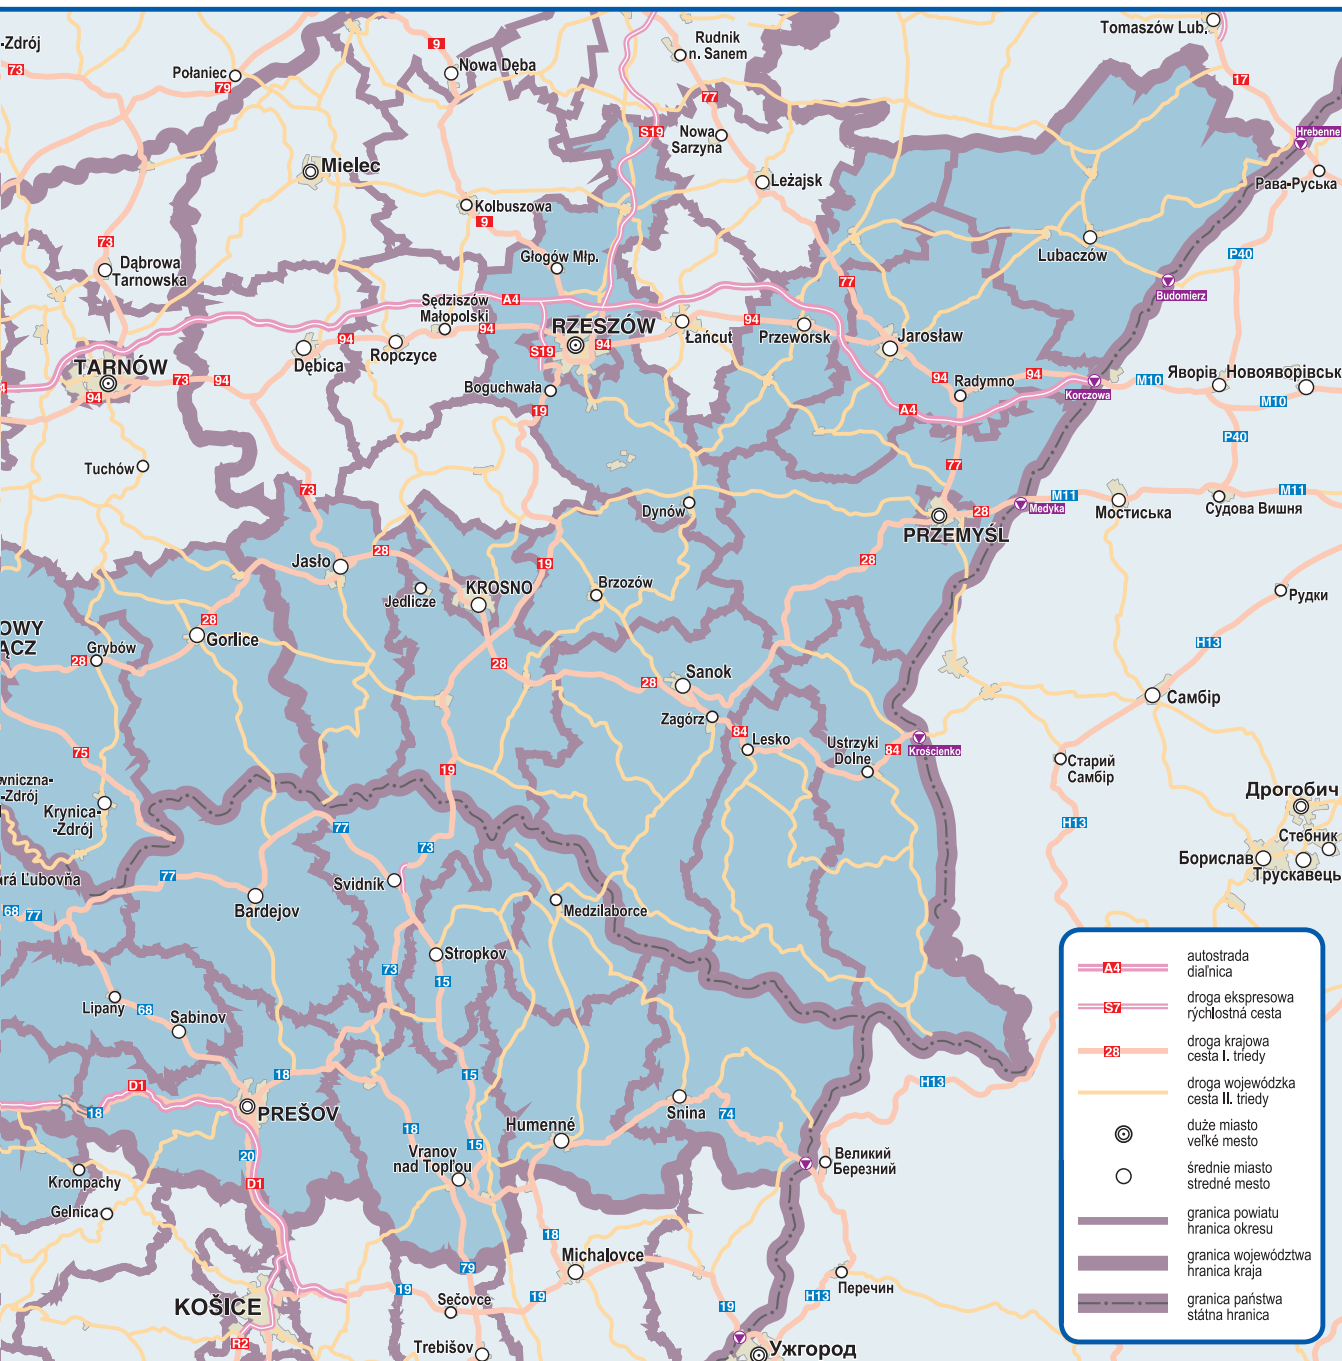 -Zdrój
73
Połaniec
79
9
Nowa Dęba
Rudnik
n. Sanem
Tomaszów Lub.
17
77
S19
Nowa
Sarzyna
Hrebenne
Рава-Руська
Mielec
Leżajsk
Kolbuszowa
9
73
Dąbrowa
Tarnowska
Głogów Młp.
Lubaczów
P40
77
Budomierz
Sędziszów
Małopolski
A4
94
RZESZÓW
94
Łańcut
94
Przeworsk
Jarosław
94
Ropczyce
Dębica
S19
TARNÓW
73
94
94
Boguchwała
19
94
Radymno
94
Korczowa
M10
Яворів
Новояворівськ
M10
A4
P40
77
Tuchów
73
Dynów
PRZEMYŚL
28
Medyka
M11
Мостиська
M11
Судова Вишня
Jasło
28
19
28
Jedlicze
KROSNO
Brzozów
Рудки
OWY
ĄCZ
Grybów
28
28
Gorlice
H13
28
28
Sanok
Самбір
Zagórz
84
Lesko
Ustrzyki
Dolne
84
Krościenko
75
19
Старий
Самбір
wniczna-
-Zdrój
Krynica-
-Zdrój
77
73
H13
Дрогобич
Стебник
Борислав
Трускавець
ará Ľubovňa
77
68
77
Svidník
Bardejov
Medzilaborce
Stropkov
73
15
Lipany
68
Sabinov
18
15
H13
D1
18
PREŠOV
Snina
74
Humenné
18
15
Vranov
nad Topľou
20
D1
Krompachy
Gelnica
Великий
Березний
18
Michalovce
79
19
Sečovce
19
19
H13
Перечин
KOŠICE
R2
Trebišov
Ужгород
A4
autostrada
diaľnica
S7
droga ekspresowa
rýchlostná cesta
28
droga krajowa
cesta I. triedy
droga wojewódzka
cesta II. triedy
duże miasto
veľké mesto
średnie miasto
stredné mesto
granica powiatu
hranica okresu
granica województwa
hranica kraja
granica państwa
státna hranica